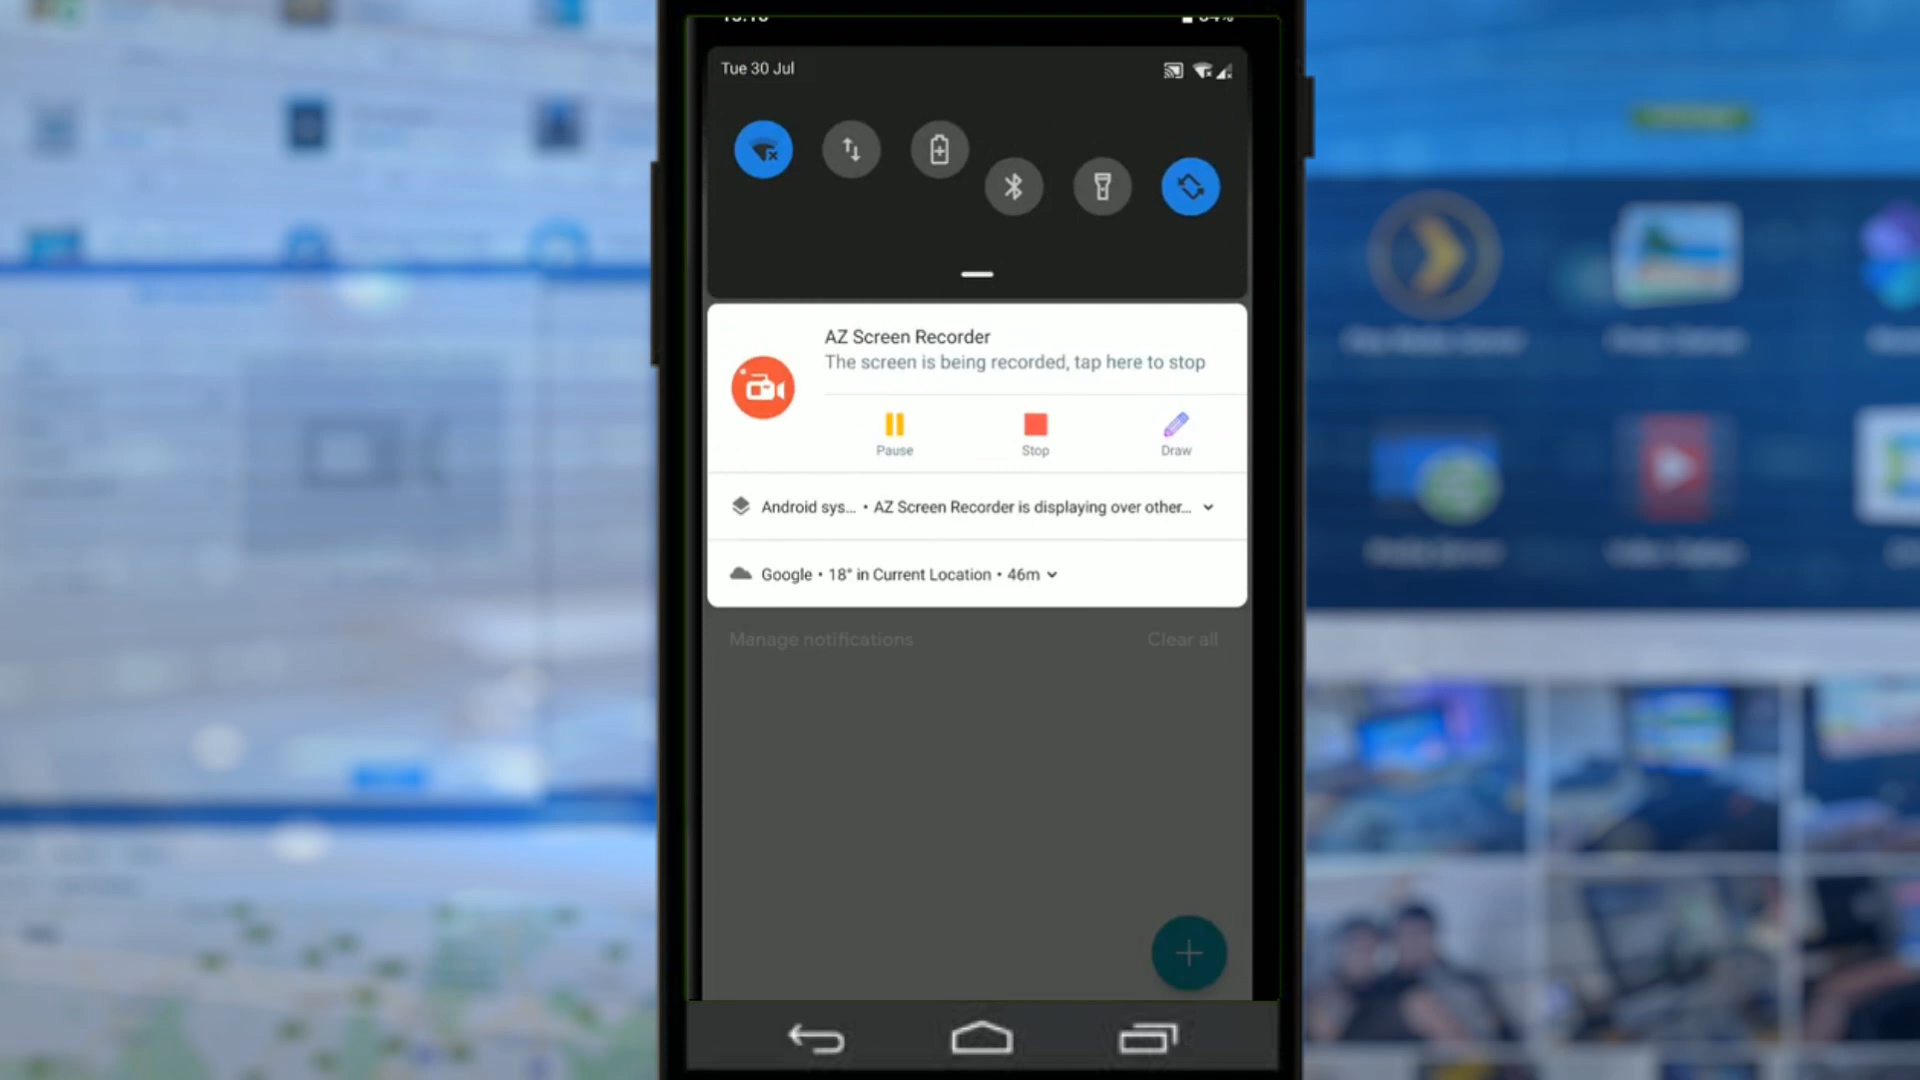 Tue 30 Jul
AZ Screen Recorder
The screen is being recorded, tap here to stop
Pause
Stop
Draw
Android sys... • AZ Screen Recorder is displaying over other...
Google • 18° in Current Location • 46m
Manage notifications
Clear all